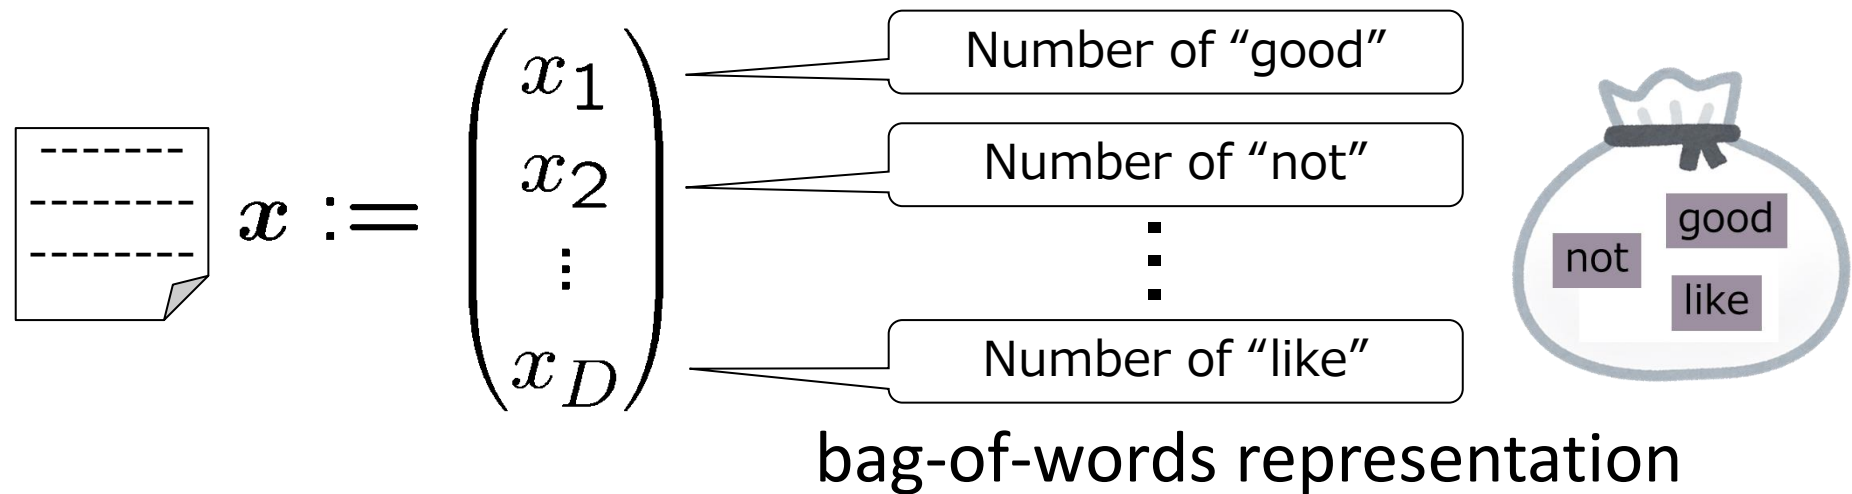 x := ( x1 x2 ⋮ xD )
Number of “good”
Number of “not”
⋮
Number of “like”
good
not
like
bag-of-words representation